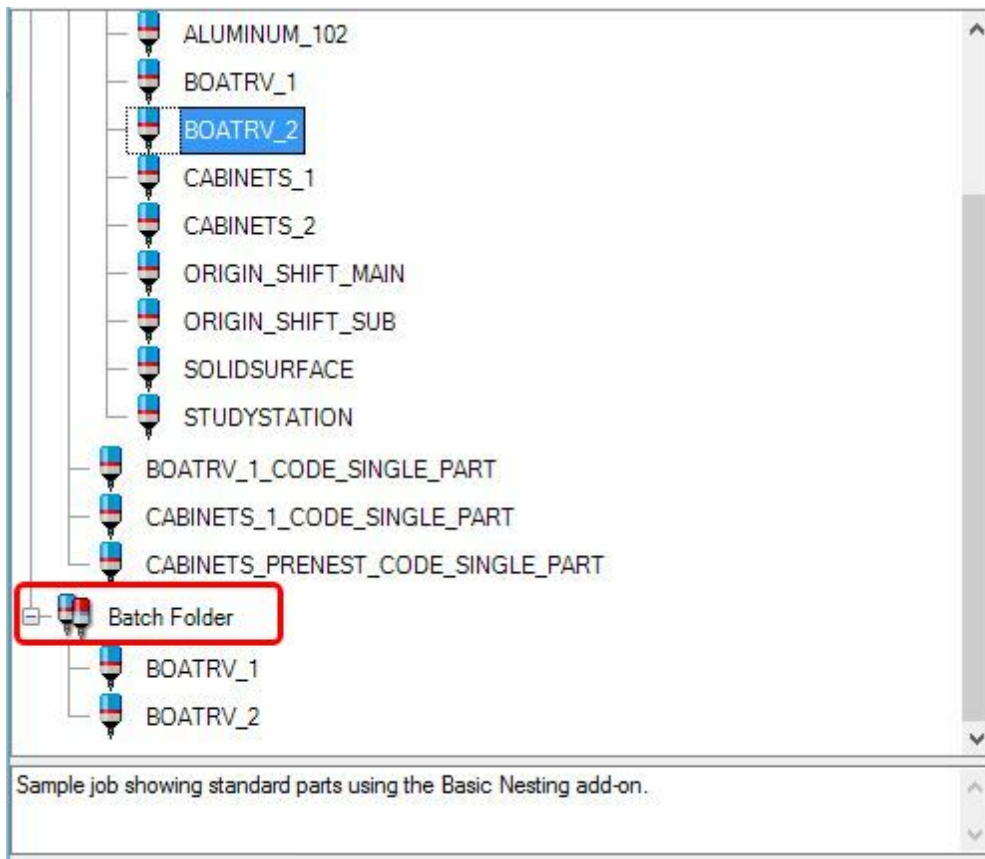 ALUMINUM_102
BOATRV_1
BOATRV_2
CABINETS_1
CABINETS_2
ORIGIN_SHIFT_MAIN
ORIGIN_SHIFT_SUB
SOLIDSURFACE
STUDYSTATION
BOATRV_1_CODE_SINGLE_PART
CABINETS_1_CODE_SINGLE_PART
CABINETS_PRENEST_CODE_SINGLE_PART
Batch Folder
BOATRV_1
BOATRV_2
Sample job showing standard parts using the Basic Nesting add-on.